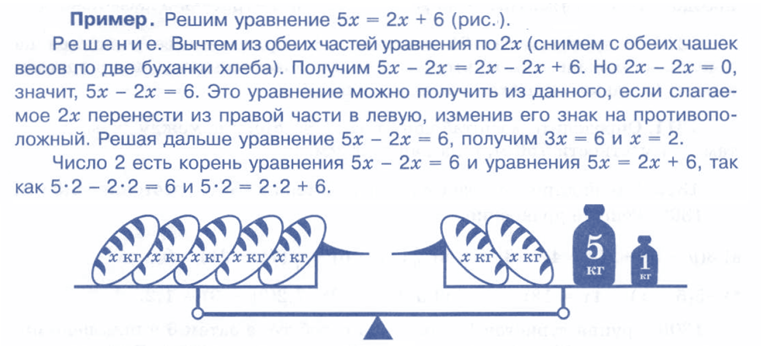 Пример. Решим уравнение 5x = 2x + 6 (рис.).
Решение. Вычтем из обеих частей уравнения по 2x (снимем с обеих чашек
весов по две буханки хлеба). Получим 5x – 2x = 2x – 2x + 6. Но 2x – 2x = 0,
значит, 5x – 2x = 6. Это уравнение можно получить из данного, если слагае-
мое 2x перенести из правой части в левую, изменив его знак на противопо-
ложный. Решая дальше уравнение 5x – 2x = 6, получим 3x = 6 и x = 2.
Число 2 есть корень уравнения 5x – 2x = 6 и уравнения 5x = 2x + 6, так
как 5·2 – 2·2 = 6 и 5·2 = 2·2 + 6.
x кг x кг x кг x кг x кг x кг x кг 5 кг 1 кг